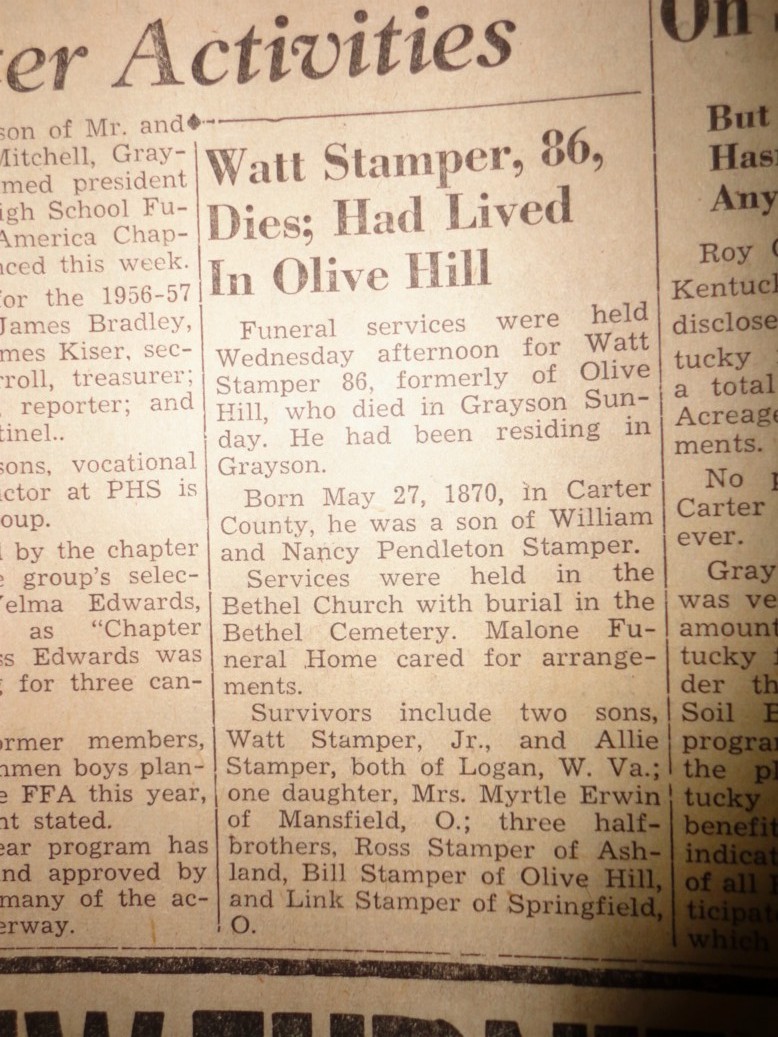 er Activities
son of Mr. and
Mitchell, Gray-
med president
igh School Fu-
America Chap-
nced this week.
for the 1956-57
James Bradley,
mes Kiser, sec-
rroll, treasurer;
, reporter; and
tinel..
sons, vocational
ctor at PHS is
oup.
l by the chapter
e group's selec-
Velma Edwards,
as "Chapter
ss Edwards was
g for three can-
ormer members,
hmen boys plan-
e FFA this year,
nt stated.
ear program has
nd approved by
many of the ac-
erway.
Watt Stamper, 86,
Dies; Had Lived
In Olive Hill
Funeral services were held
Wednesday afternoon for Watt
Stamper 86, formerly of Olive
Hill, who died in Grayson Sun-
day. He had been residing in
Grayson.
Born May 27, 1870, in Carter
County, he was a son of William
and Nancy Pendleton Stamper.
Services were held in the
Bethel Church with burial in the
Bethel Cemetery. Malone Fu-
neral Home cared for arrange-
ments.
Survivors include two sons,
Watt Stamper, Jr., and Allie
Stamper, both of Logan, W. Va.;
one daughter, Mrs. Myrtle Erwin
of Mansfield, O.; three half-
brothers, Ross Stamper of Ash-
land, Bill Stamper of Olive Hill,
and Link Stamper of Springfield,
O.
On
But
Has
Any
Roy
Kentuc
disclose
tucky
a total
Acreage
ments.
No
Carter
ever.
Gray
was ve
amount
tucky
der th
Soil B
progra
the pl
tucky
benefit
indicat
of all
ticipat
which